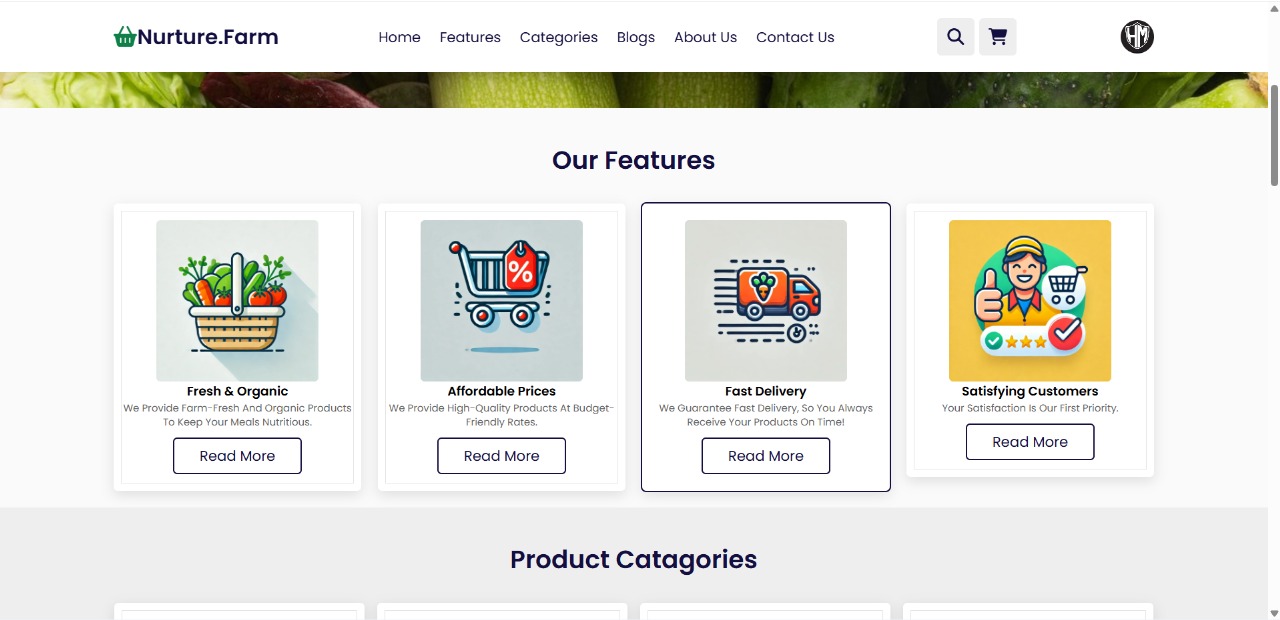 Nurture.Farm
Home Features Categories Blogs About Us Contact Us
HM
Our Features
%
Fresh & Organic
We Provide Farm-Fresh And Organic Products
To Keep Your Meals Nutritious.
Read More
Affordable Prices
We Provide High-Quality Products At Budget-
Friendly Rates.
Read More
Fast Delivery
We Guarantee Fast Delivery, So You Always
Receive Your Products On Time!
Read More
Satisfying Customers
Your Satisfaction Is Our First Priority.
Read More
Product Catagories